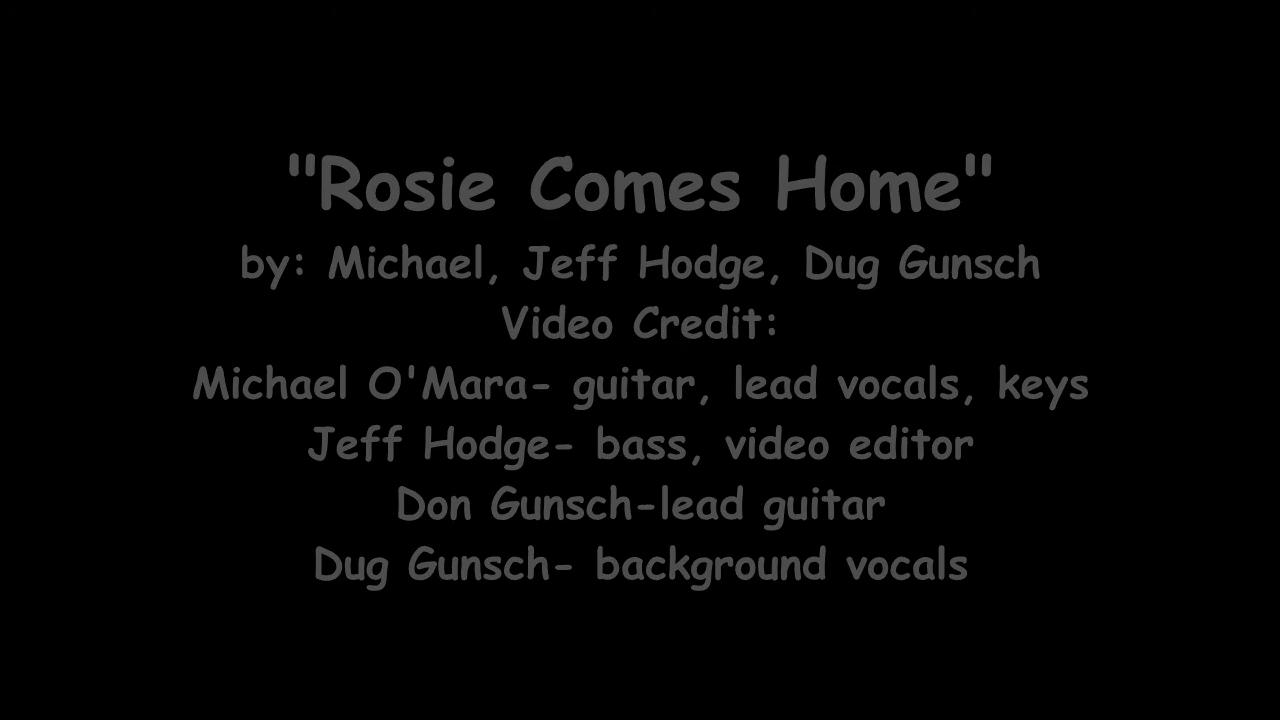 "Rosie Comes Home"
by: Michael, Jeff Hodge, Dug Gunsch
Video Credit:
Michael O'Mara- guitar, lead vocals, keys
Jeff Hodge- bass, video editor
Don Gunsch-lead guitar
Dug Gunsch- background vocals